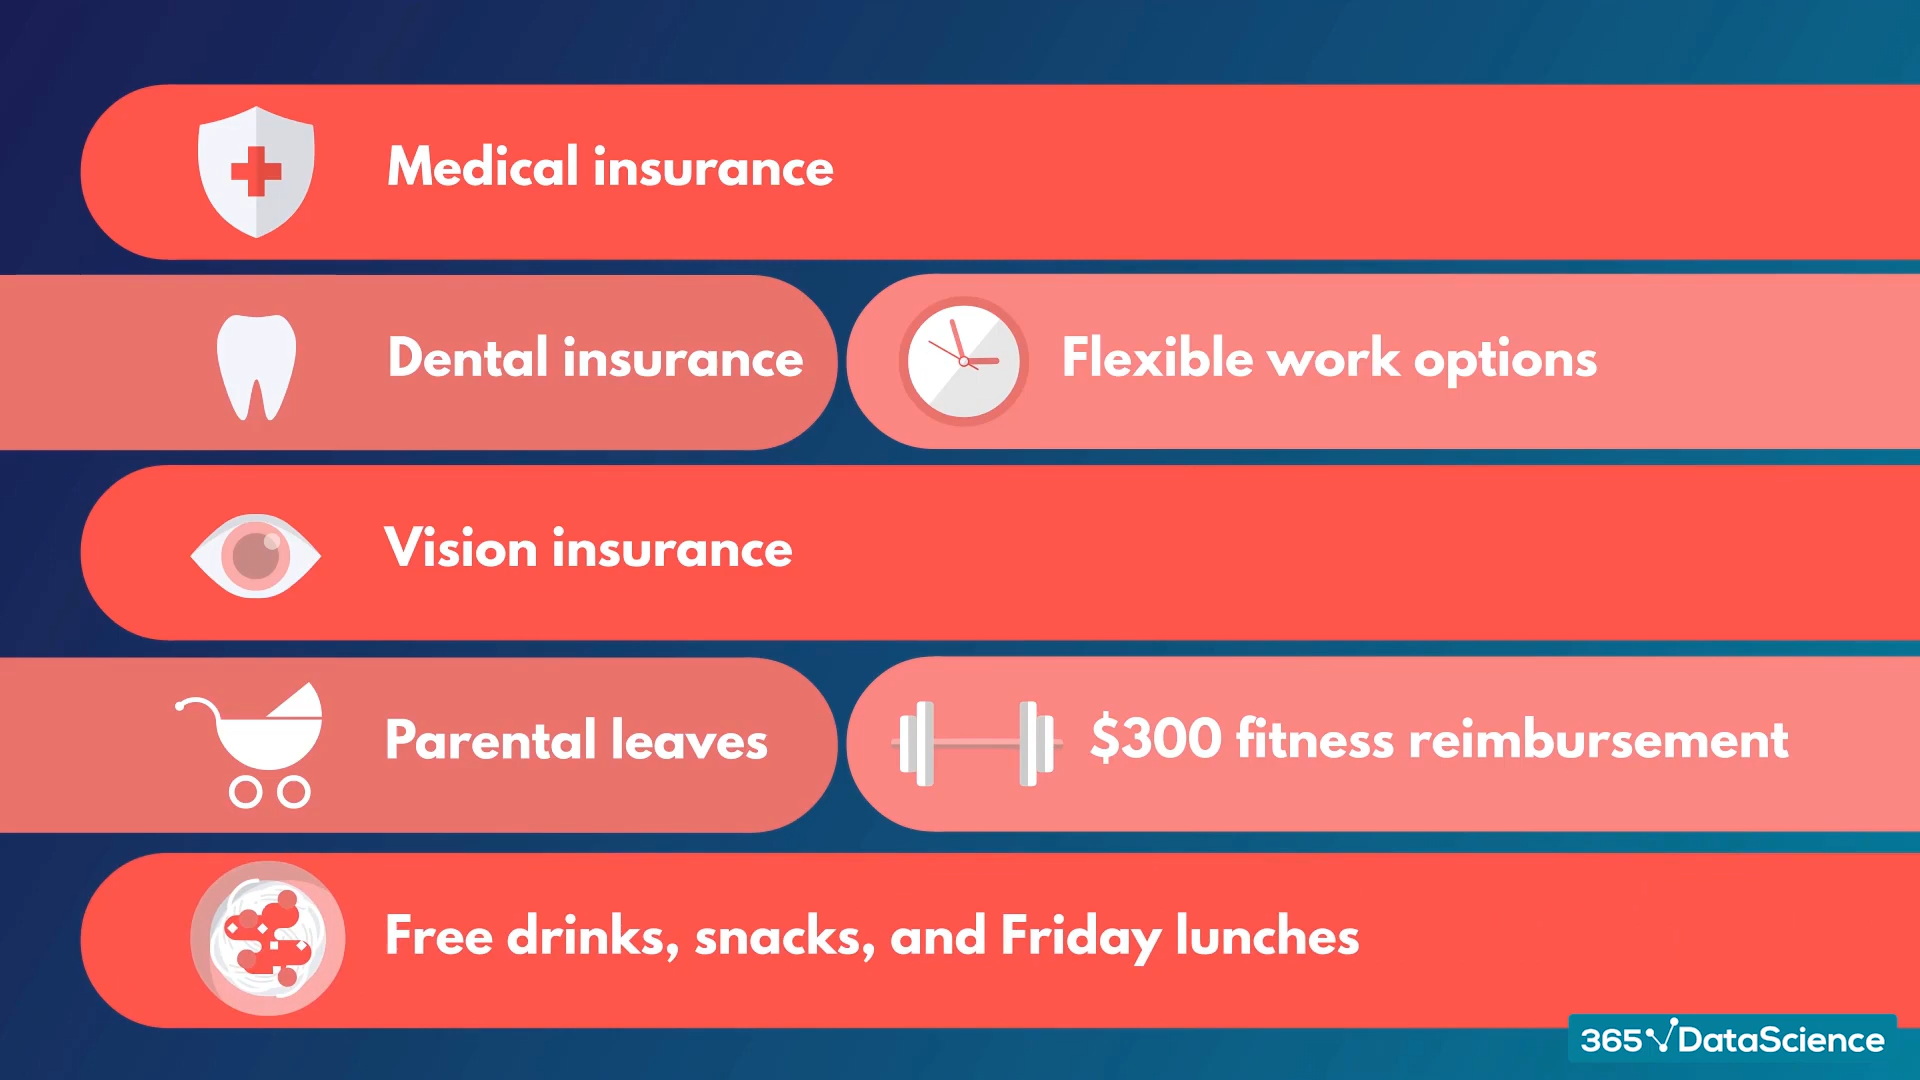 Medical insurance
Dental insurance
Flexible work options
Vision insurance
Parental leaves
$300 fitness reimbursement
Free drinks, snacks, and Friday lunches
365 DataScience